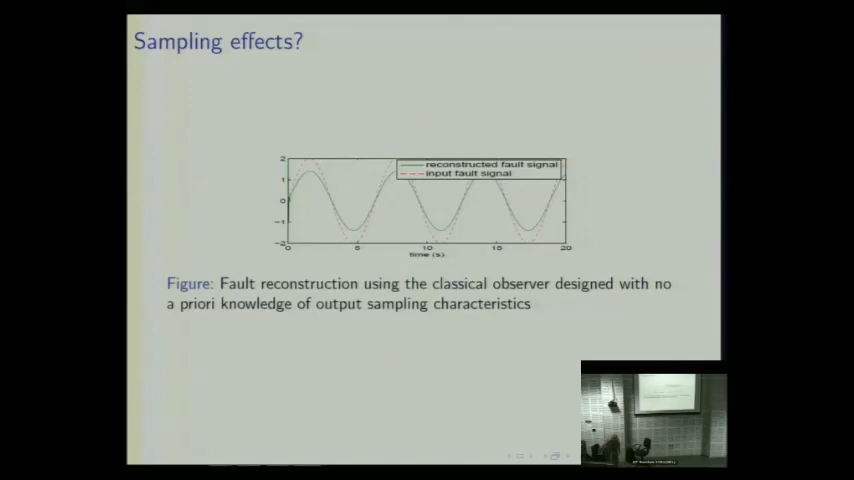 Sampling effects?
2
1
0
−1
−2
reconstructed fault signal
input fault signal
0
5
10
15
20
time (s)
Figure: Fault reconstruction using the classical observer designed with no
a priori knowledge of output sampling characteristics